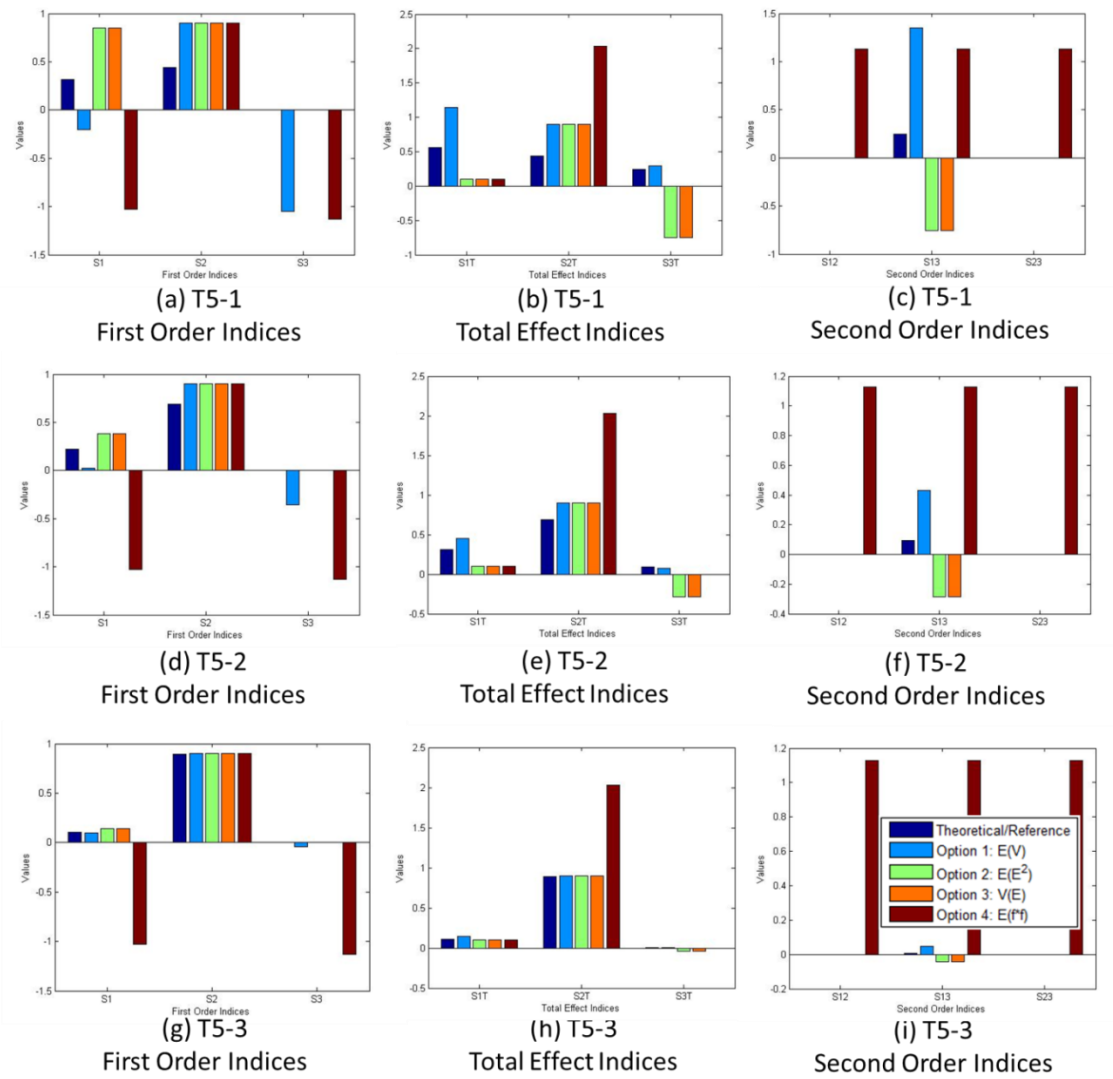 1
0.5
0
-0.5
-1
-1.5
Values
S1 S2 S3
First Order Indices
(a) T5-1
First Order Indices
2.5
2
1.5
1
0.5
0
-0.5
-1
Values
S1T S2T S3T
Total Effect Indices
(b) T5-1
Total Effect Indices
1.5
1
0.5
0
-0.5
-1
Values
S12 S13 S23
Second Order Indices
(c) T5-1
Second Order Indices
1
0.5
0
-0.5
-1
-1.5
Values
S1 S2 S3
First Order Indices
(d) T5-2
First Order Indices
2.5
2
1.5
1
0.5
0
-0.5
Values
S1T S2T S3T
Total Effect Indices
(e) T5-2
Total Effect Indices
1.2
1
0.8
0.6
0.4
0.2
0
-0.2
-0.4
Values
S12 S13 S23
Second Order Indices
(f) T5-2
Second Order Indices
1
0.5
0
-0.5
-1
-1.5
Values
S1 S2 S3
First Order Indices
(g) T5-3
First Order Indices
2.5
2
1.5
1
0.5
0
-0.5
Values
S1T S2T S3T
Total Effect Indices
(h) T5-3
Total Effect Indices
1.2
1
0.8
0.6
0.4
0.2
0
-0.2
Values
Theoretical/Reference
Option 1: E(V)
Option 2: E(E²)
Option 3: V(E)
Option 4: E(f*f)
S12 S13 S23
Second Order Indices
(i) T5-3
Second Order Indices